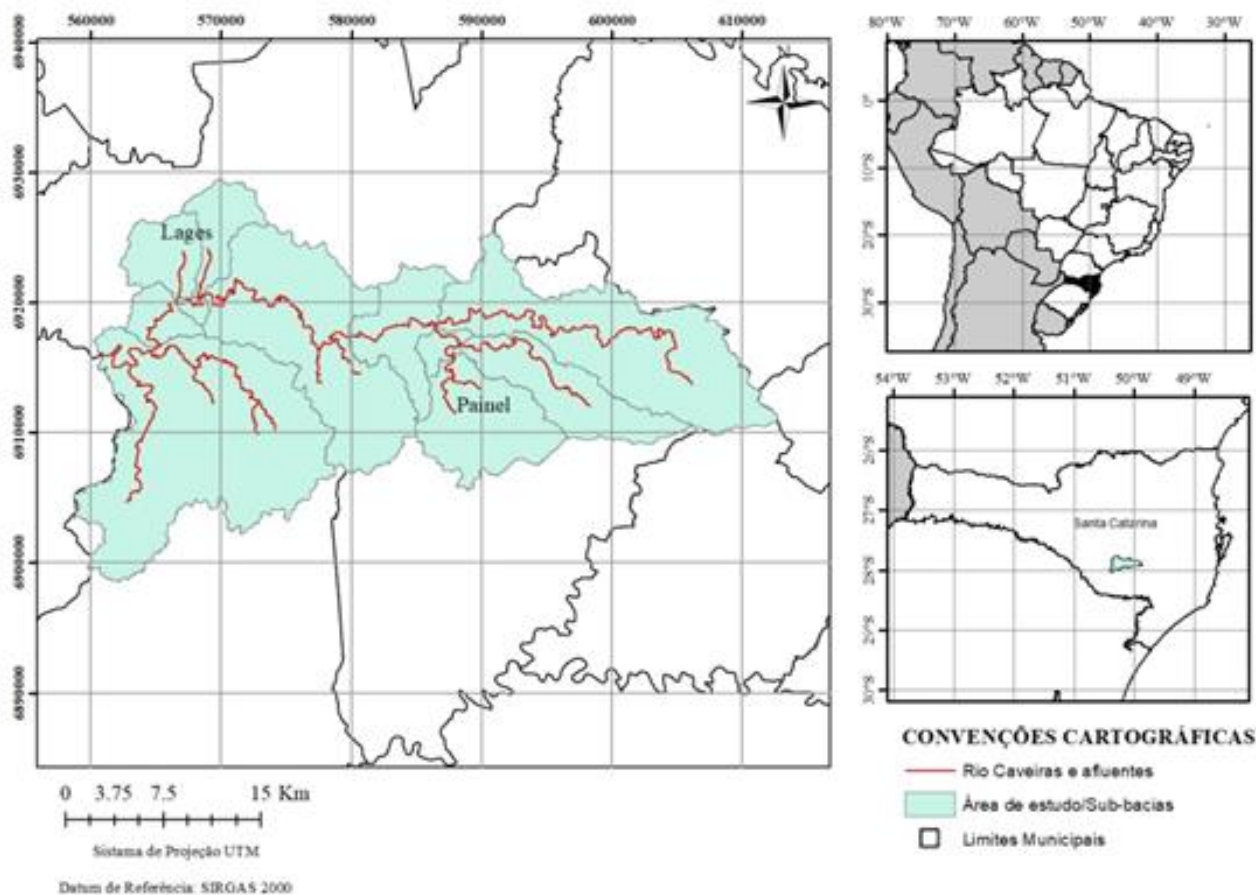 560000 570000 580000 590000 600000 610000
6940000
6930000
6920000
6910000
6900000
6890000
Lages
Painel
0 3.75 7.5 15 Km
Sistama de Projeção UTM
Datum de Referência: SIRGAS 2000
80°W 70°W 60°W 50°W 40°W 30°W
0°
10°S
20°S
30°S
54°W 53°W 52°W 51°W 50°W 49°W
26°S
27°S
28°S
29°S
30°S
Santa Catarina
CONVENÇÕES CARTOGRÁFICAS
Rio Caveiras e afluentes
Área de estudo/Sub-bacias
Limites Municipais